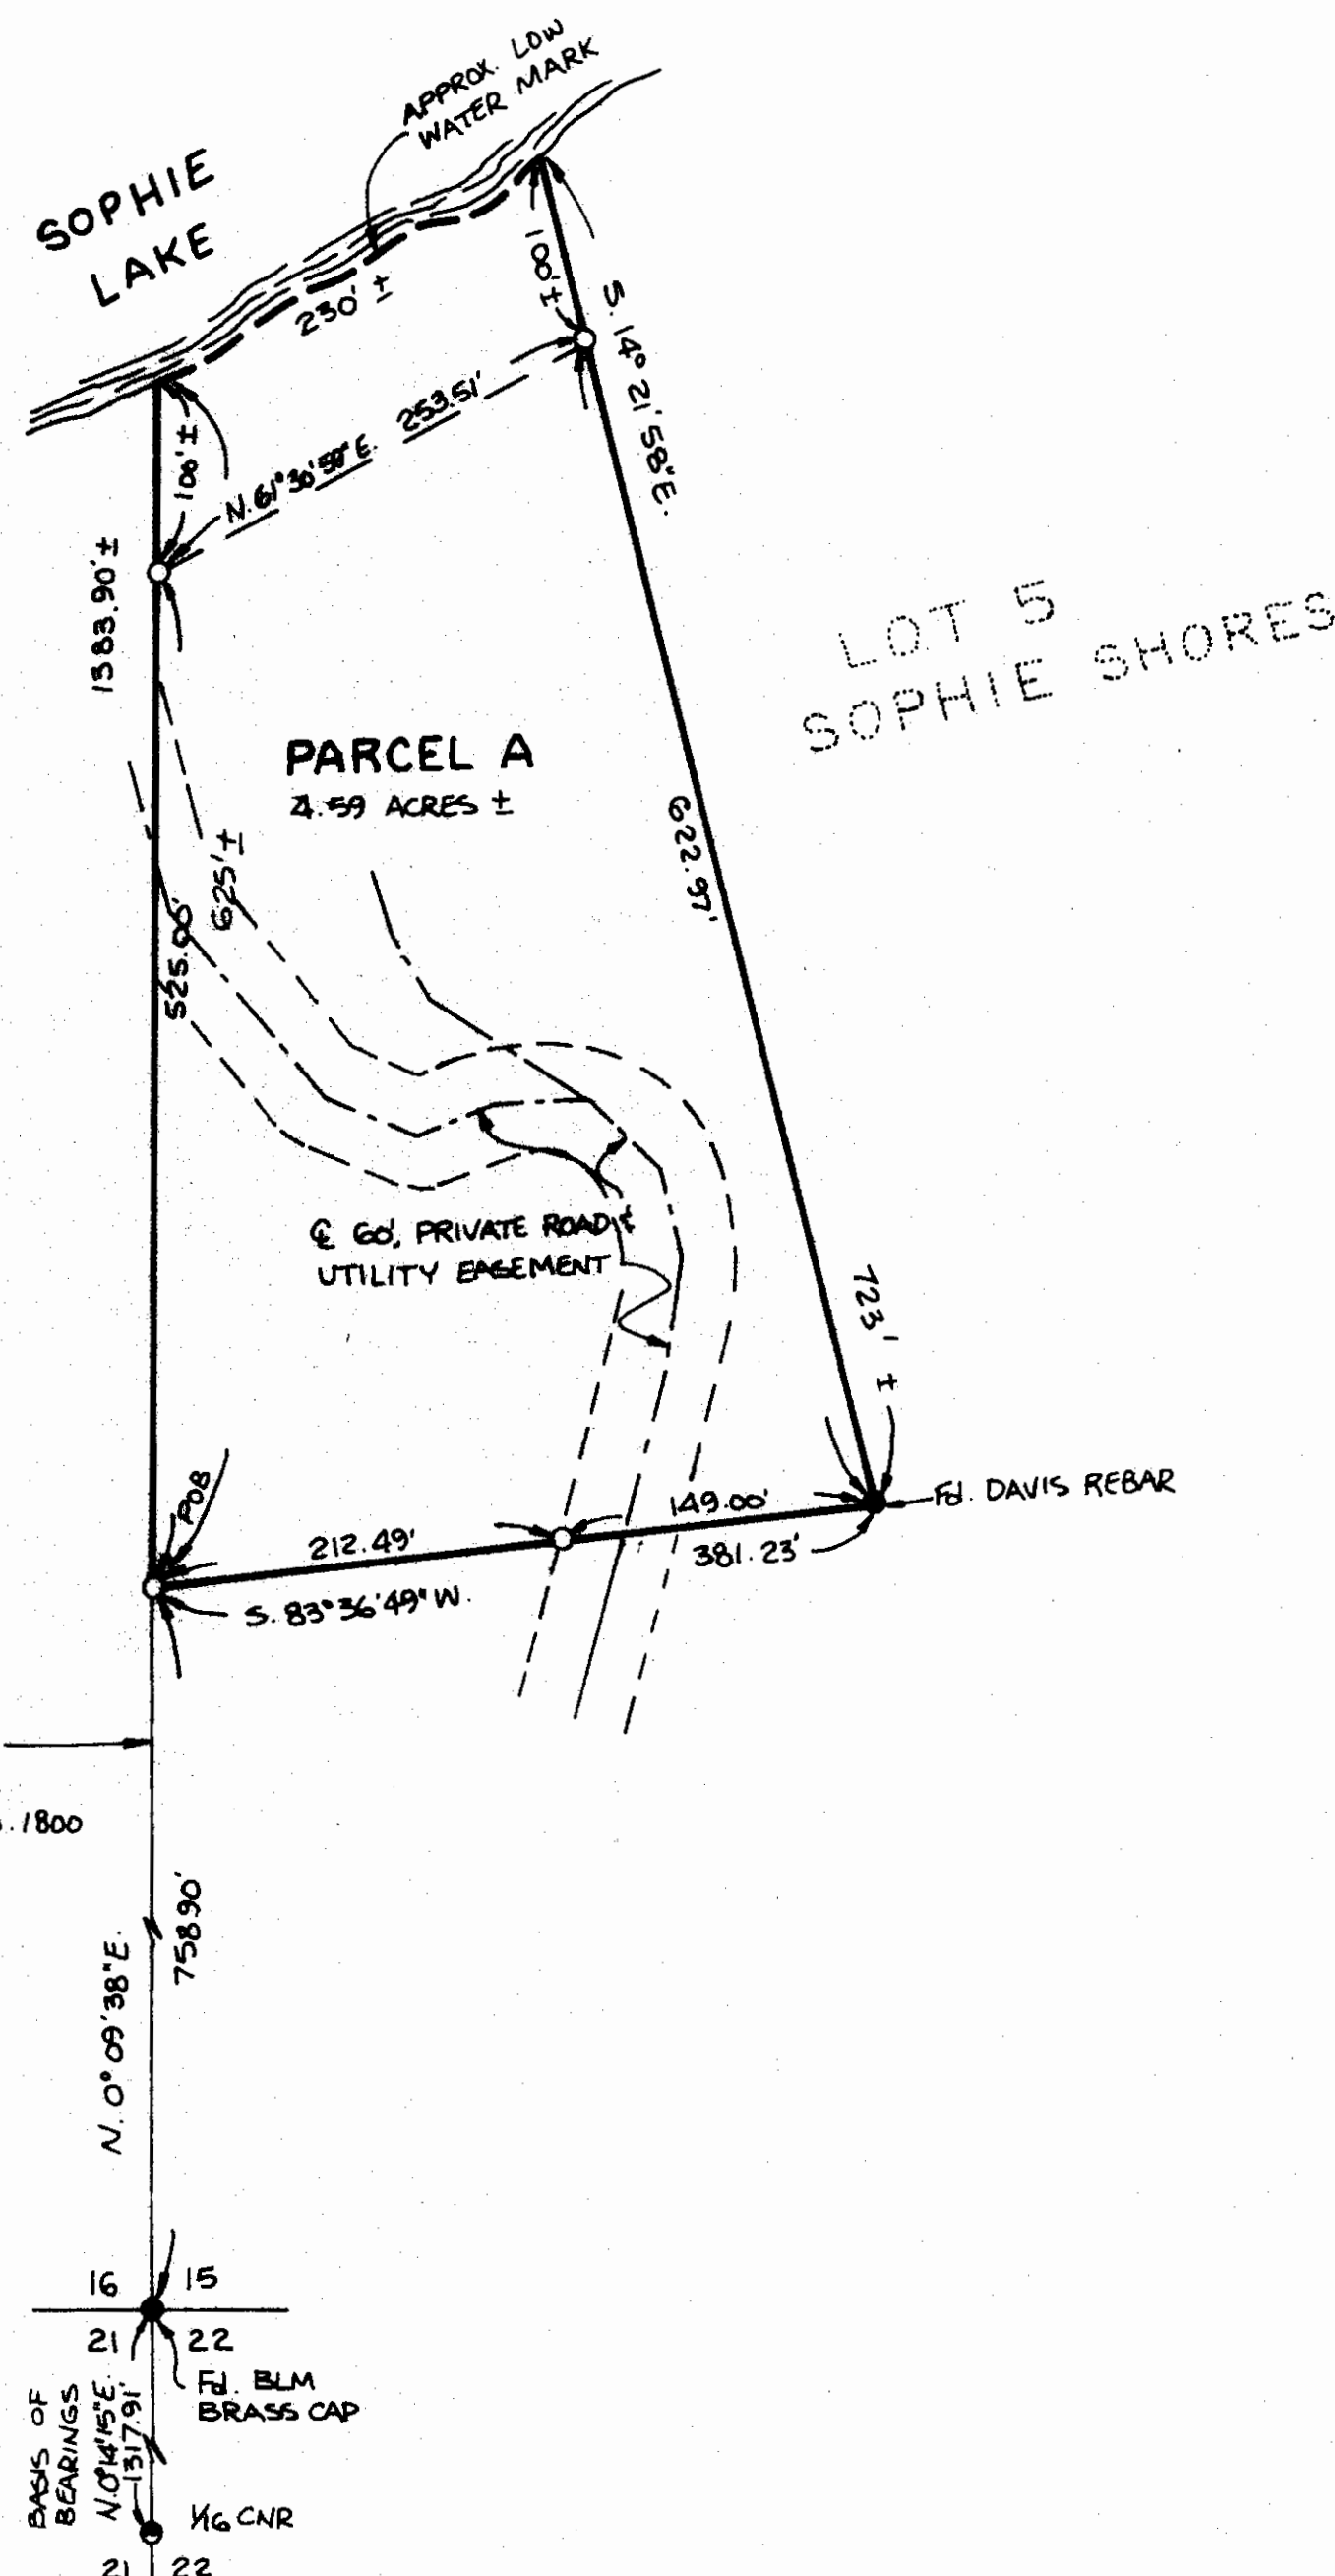 APPROX. LOW
WATER MARK
SOPHIE
LAKE
230' ±
100' ±
S. 14° 21' 58" E.
N. 61° 30' 58" E. 253.51'
100' ±
1383.90' ±
LOT 5
SOPHIE SHORES
PARCEL A
4.59 ACRES ±
625' ±
622.97'
525.00'
℄ 60', PRIVATE ROAD &
UTILITY EASEMENT
723' ±
POB
212.49'
149.00'
Fd. DAVIS REBAR
381.23'
S. 83° 36' 49" W.
.1800
758.90'
N. 0° 09' 38" E.
16 15
21 22
Fd. BLM
BRASS CAP
BASIS OF
BEARINGS
N. 0° 14' 15" E.
1317.91'
1/16 CNR
21 22